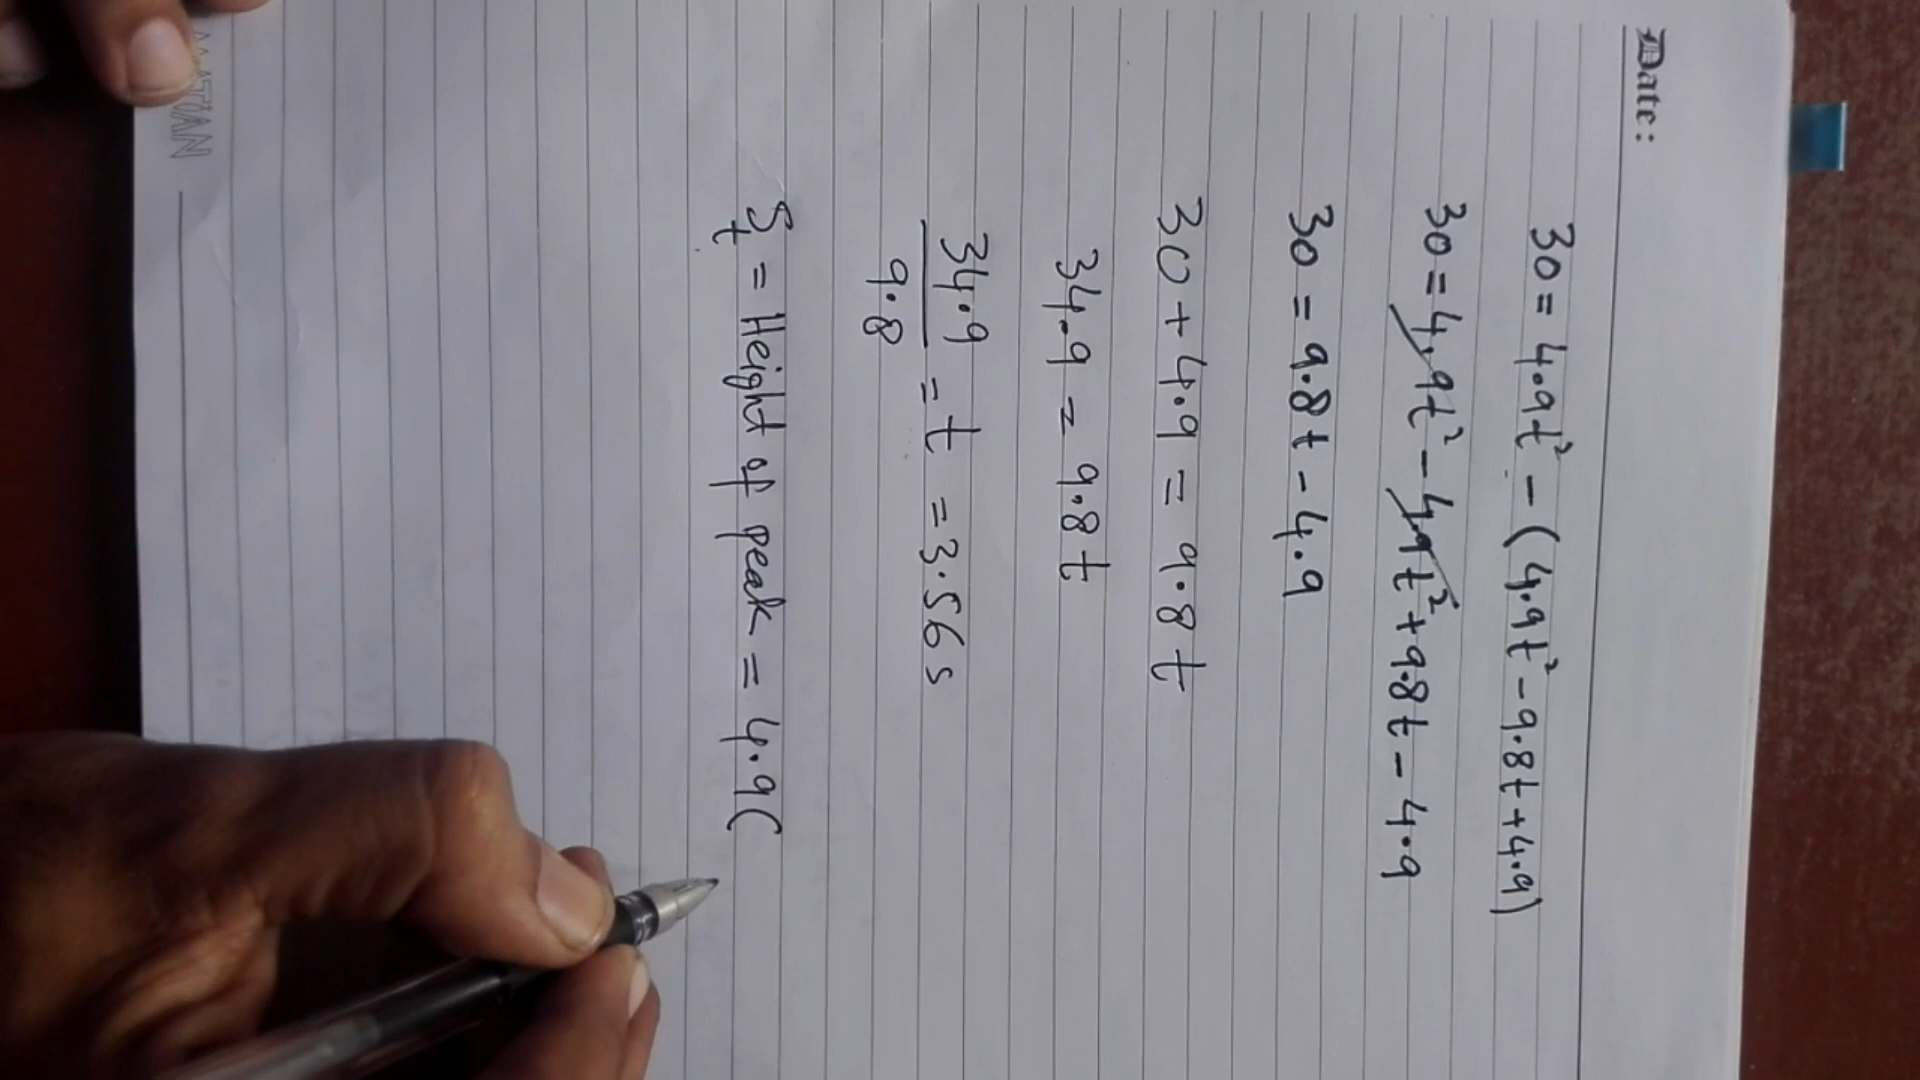 Date:
30 = 4.9t² - (4.9t² - 9.8t + 4.9)
30 = 4.9t² - 4.9t² + 9.8t - 4.9
30 = 9.8t - 4.9
30 + 4.9 = 9.8t
34.9 = 9.8t
34.9/9.8 = t = 3.56s
St = Height of peak = 4.9(